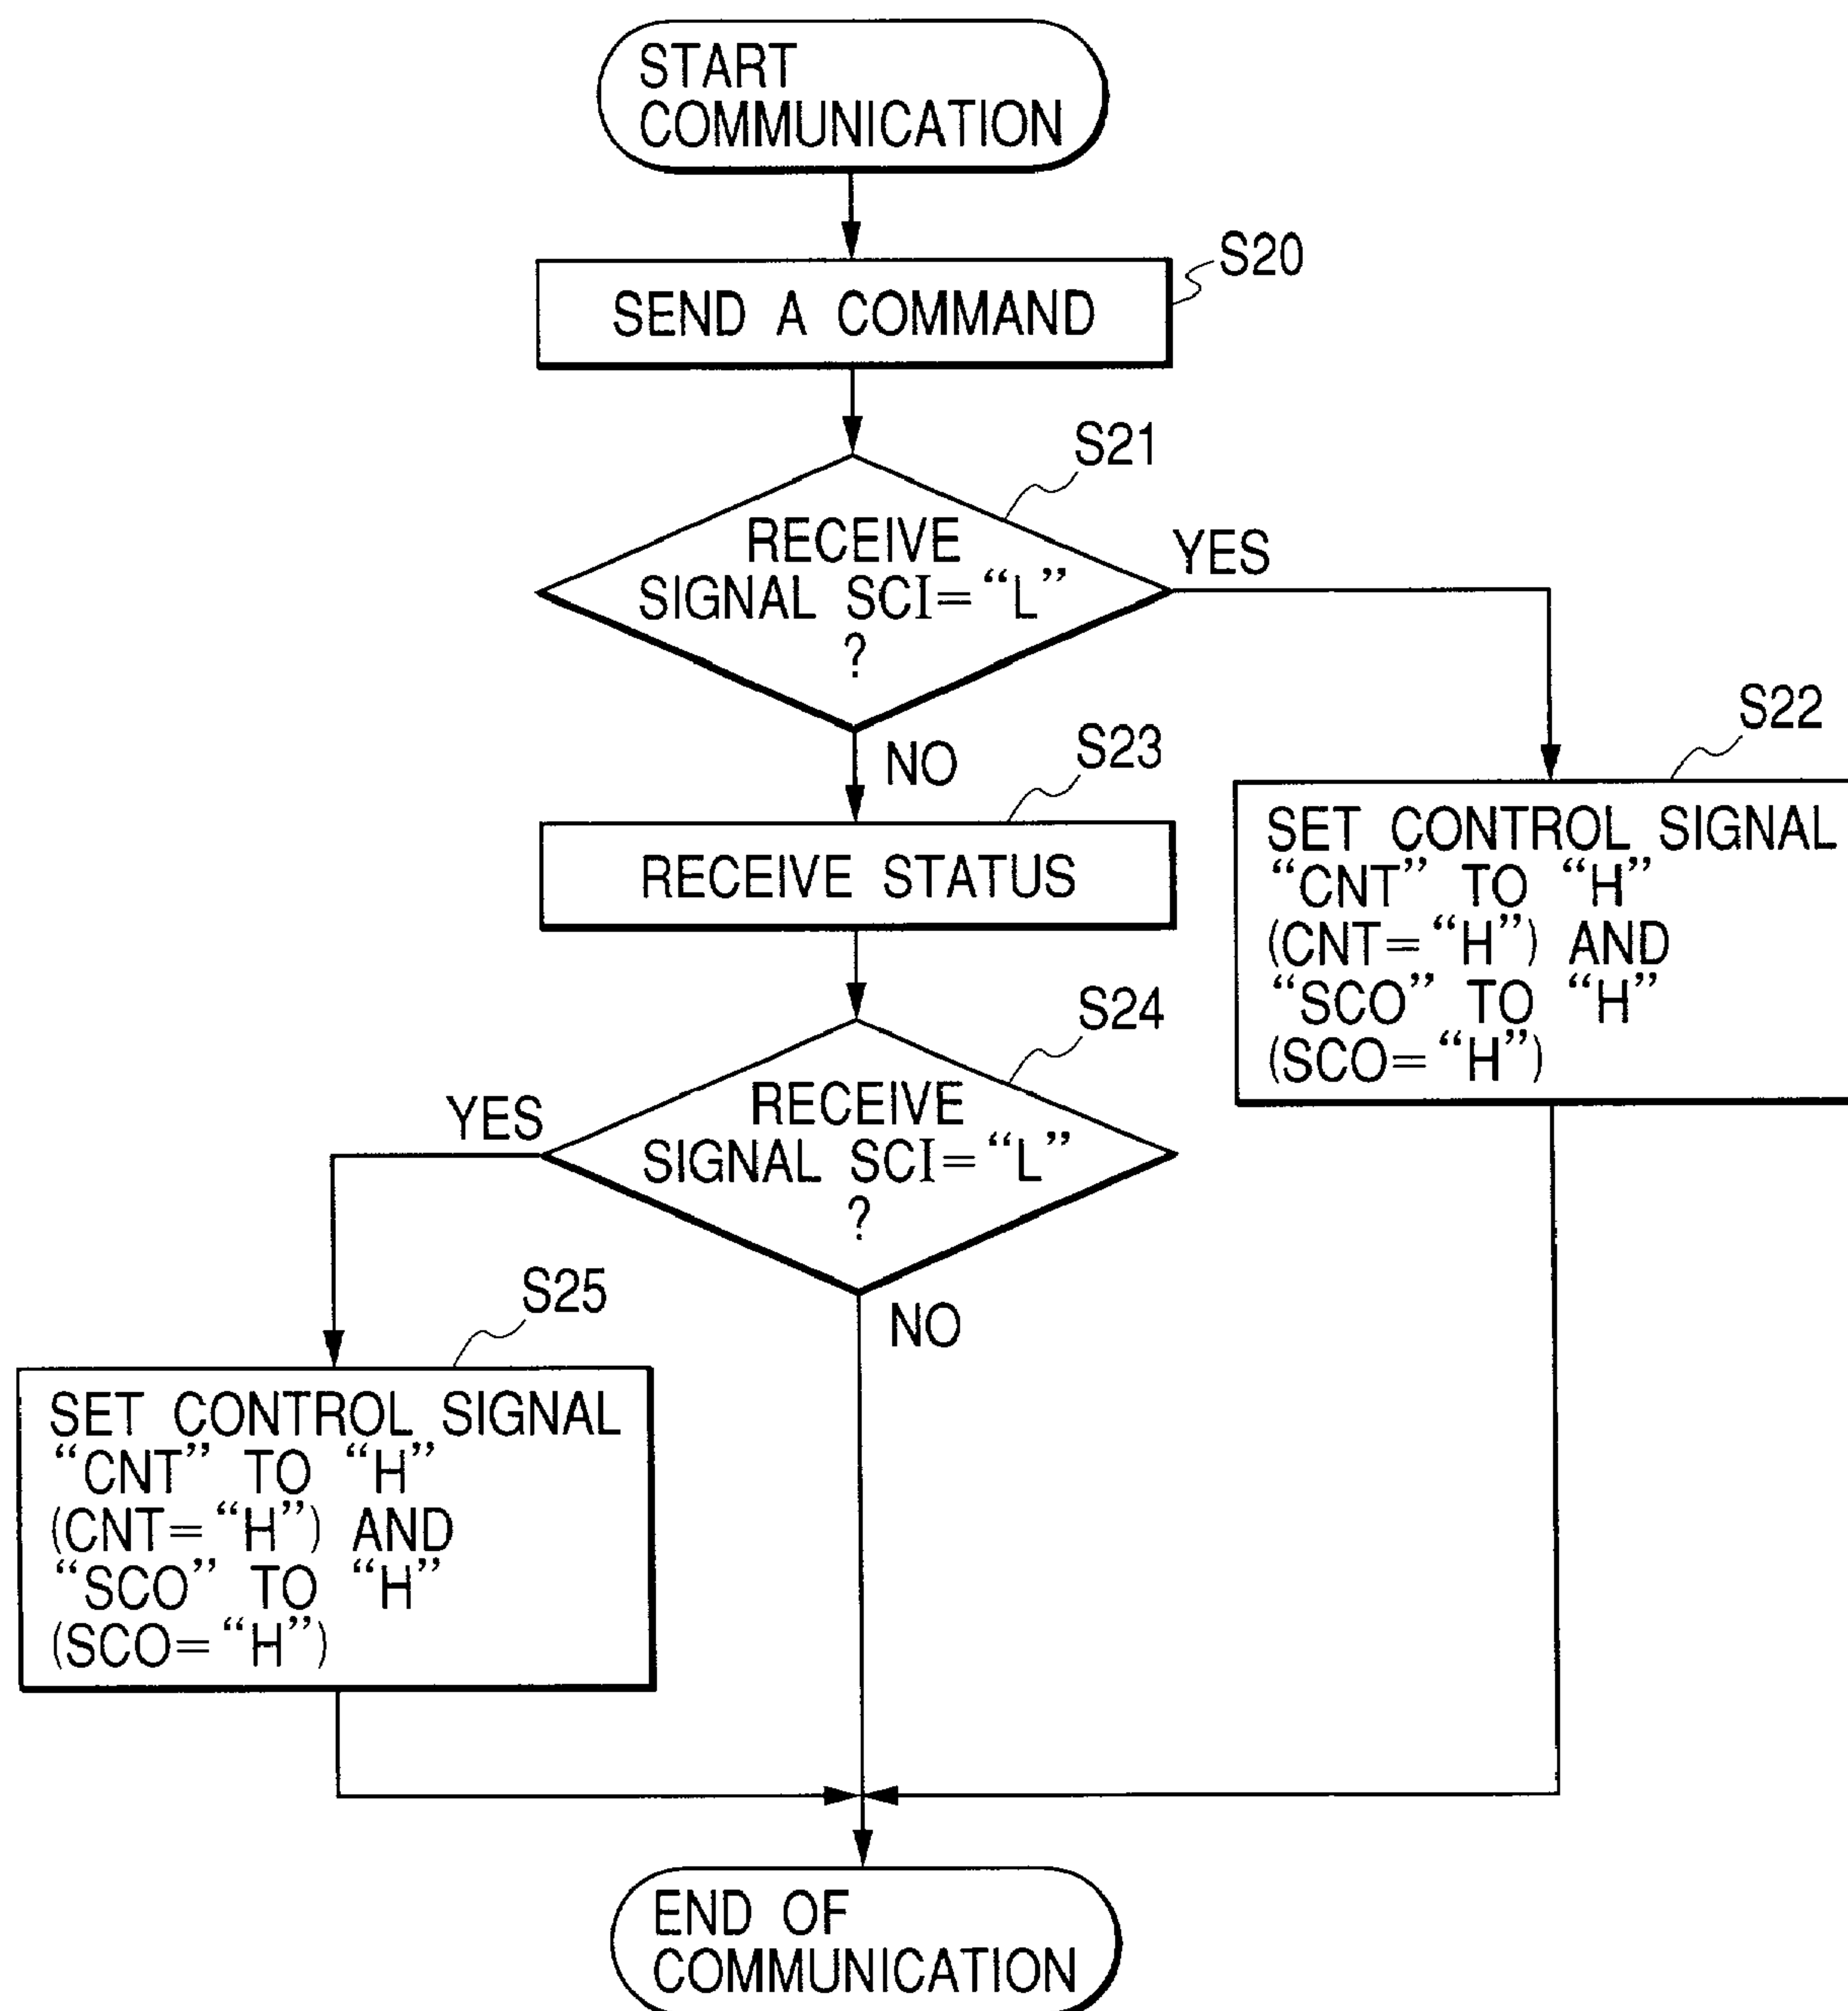 START
COMMUNICATION
S20
SEND A COMMAND
S21
RECEIVE
SIGNAL SCI=“L”
?
YES
NO
S22
SET CONTROL SIGNAL
“CNT” TO “H”
(CNT=“H”) AND
“SCO” TO “H”
(SCO=“H”)
S23
RECEIVE STATUS
S24
RECEIVE
SIGNAL SCI=“L”
?
YES
NO
S25
SET CONTROL SIGNAL
“CNT” TO “H”
(CNT=“H”) AND
“SCO” TO “H”
(SCO=“H”)
END OF
COMMUNICATION